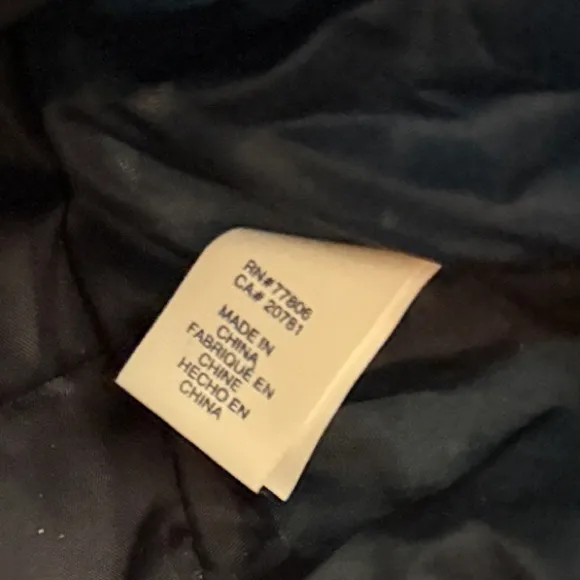 RN#77806
CA# 20781
MADE IN
CHINA
FABRIQUÉ EN
CHINE
HECHO EN
CHINA